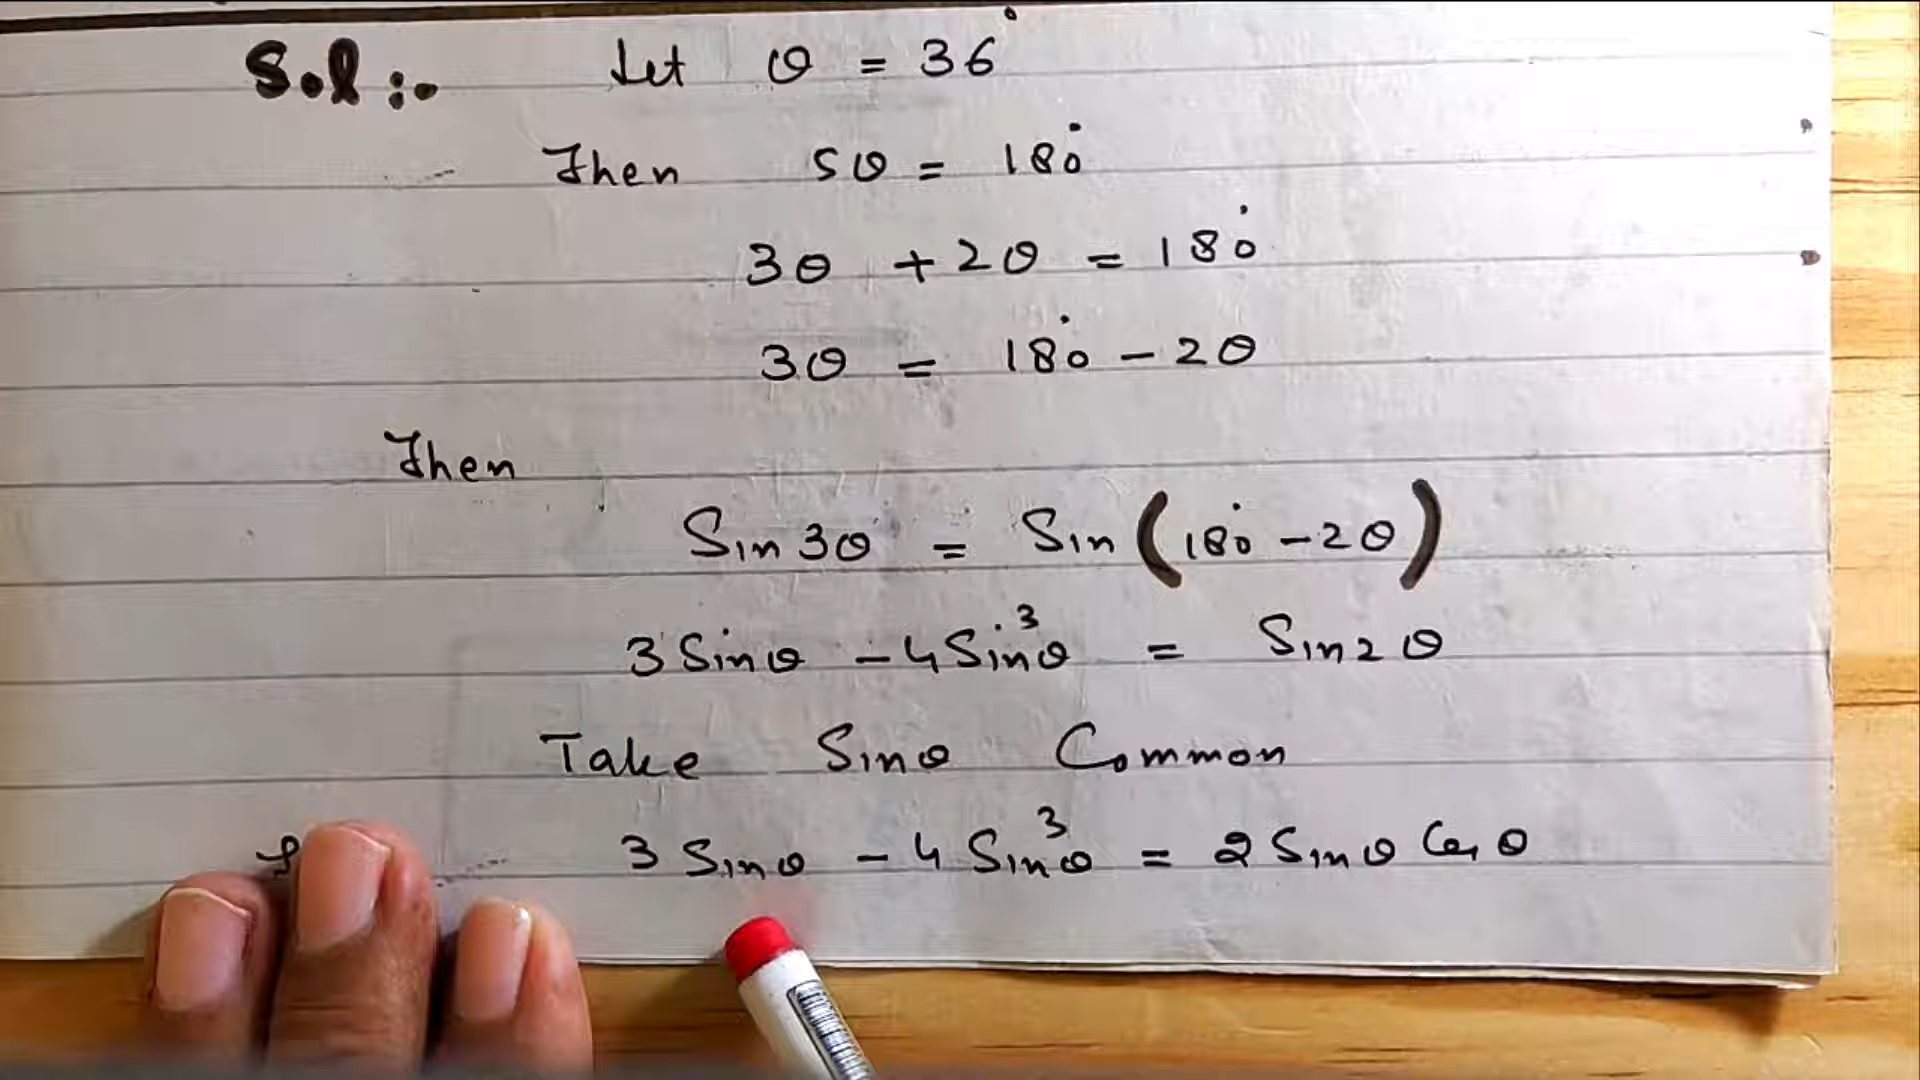 Sol :-  Let θ = 36°
Then 5θ = 180°
3θ + 2θ = 180°
3θ = 180° - 2θ
Then
Sin 3θ = Sin (180° - 2θ)
3 Sinθ - 4 Sin³θ = Sin 2θ
Take Sinθ Common
3 Sinθ - 4 Sin³θ = 2 Sinθ Cosθ